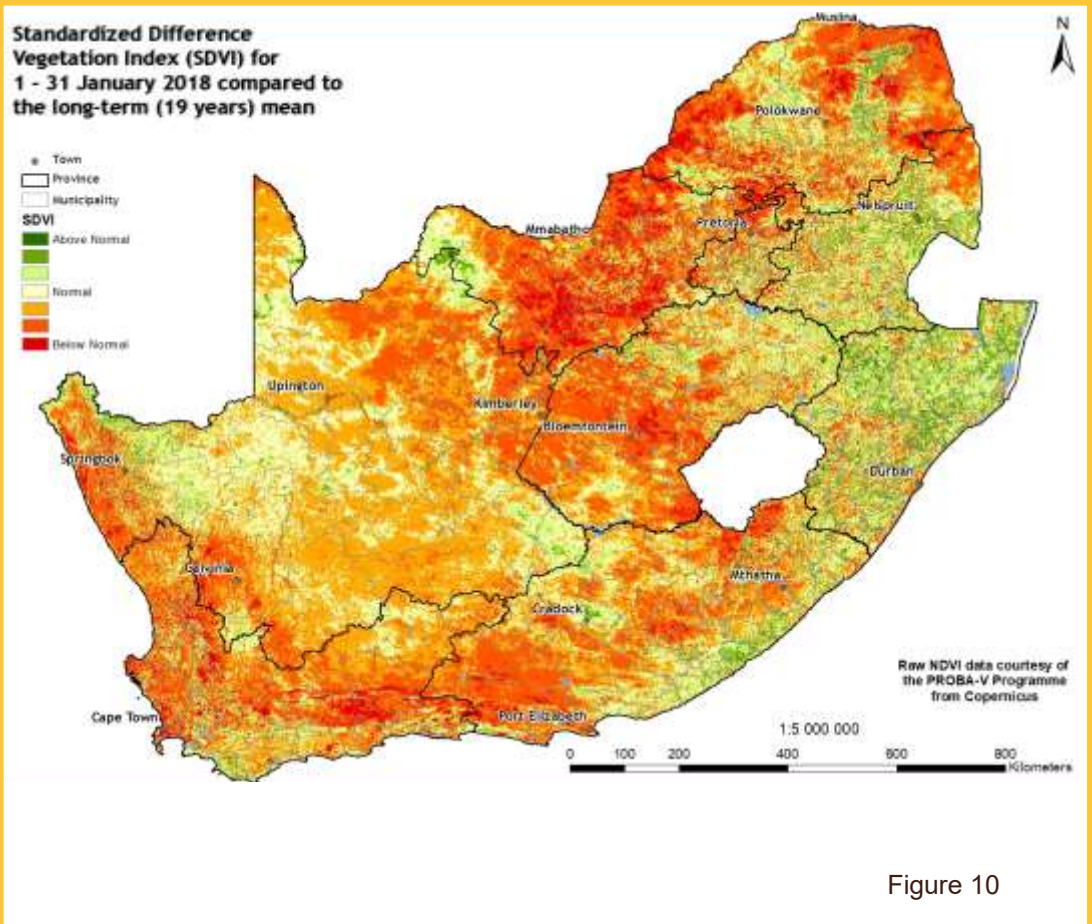 Standardized Difference
Vegetation Index (SDVI) for
1 - 31 January 2018 compared to
the long-term (19 years) mean
Town
Province
Municipality
SDVI
Above Normal
Normal
Below Normal
N
Musina
Polokwane
Nelspruit
Pretoria
Mmabatho
Upington
Kimberley
Bloemfontein
Springbok
Durban
Calvinia
Mthatha
Cradock
Cape Town
Port Elizabeth
Raw NDVI data courtesy of
the PROBA-V Programme
from Copernicus
1:5 000 000
0 100 200 400 600 800
Kilometers
Figure 10